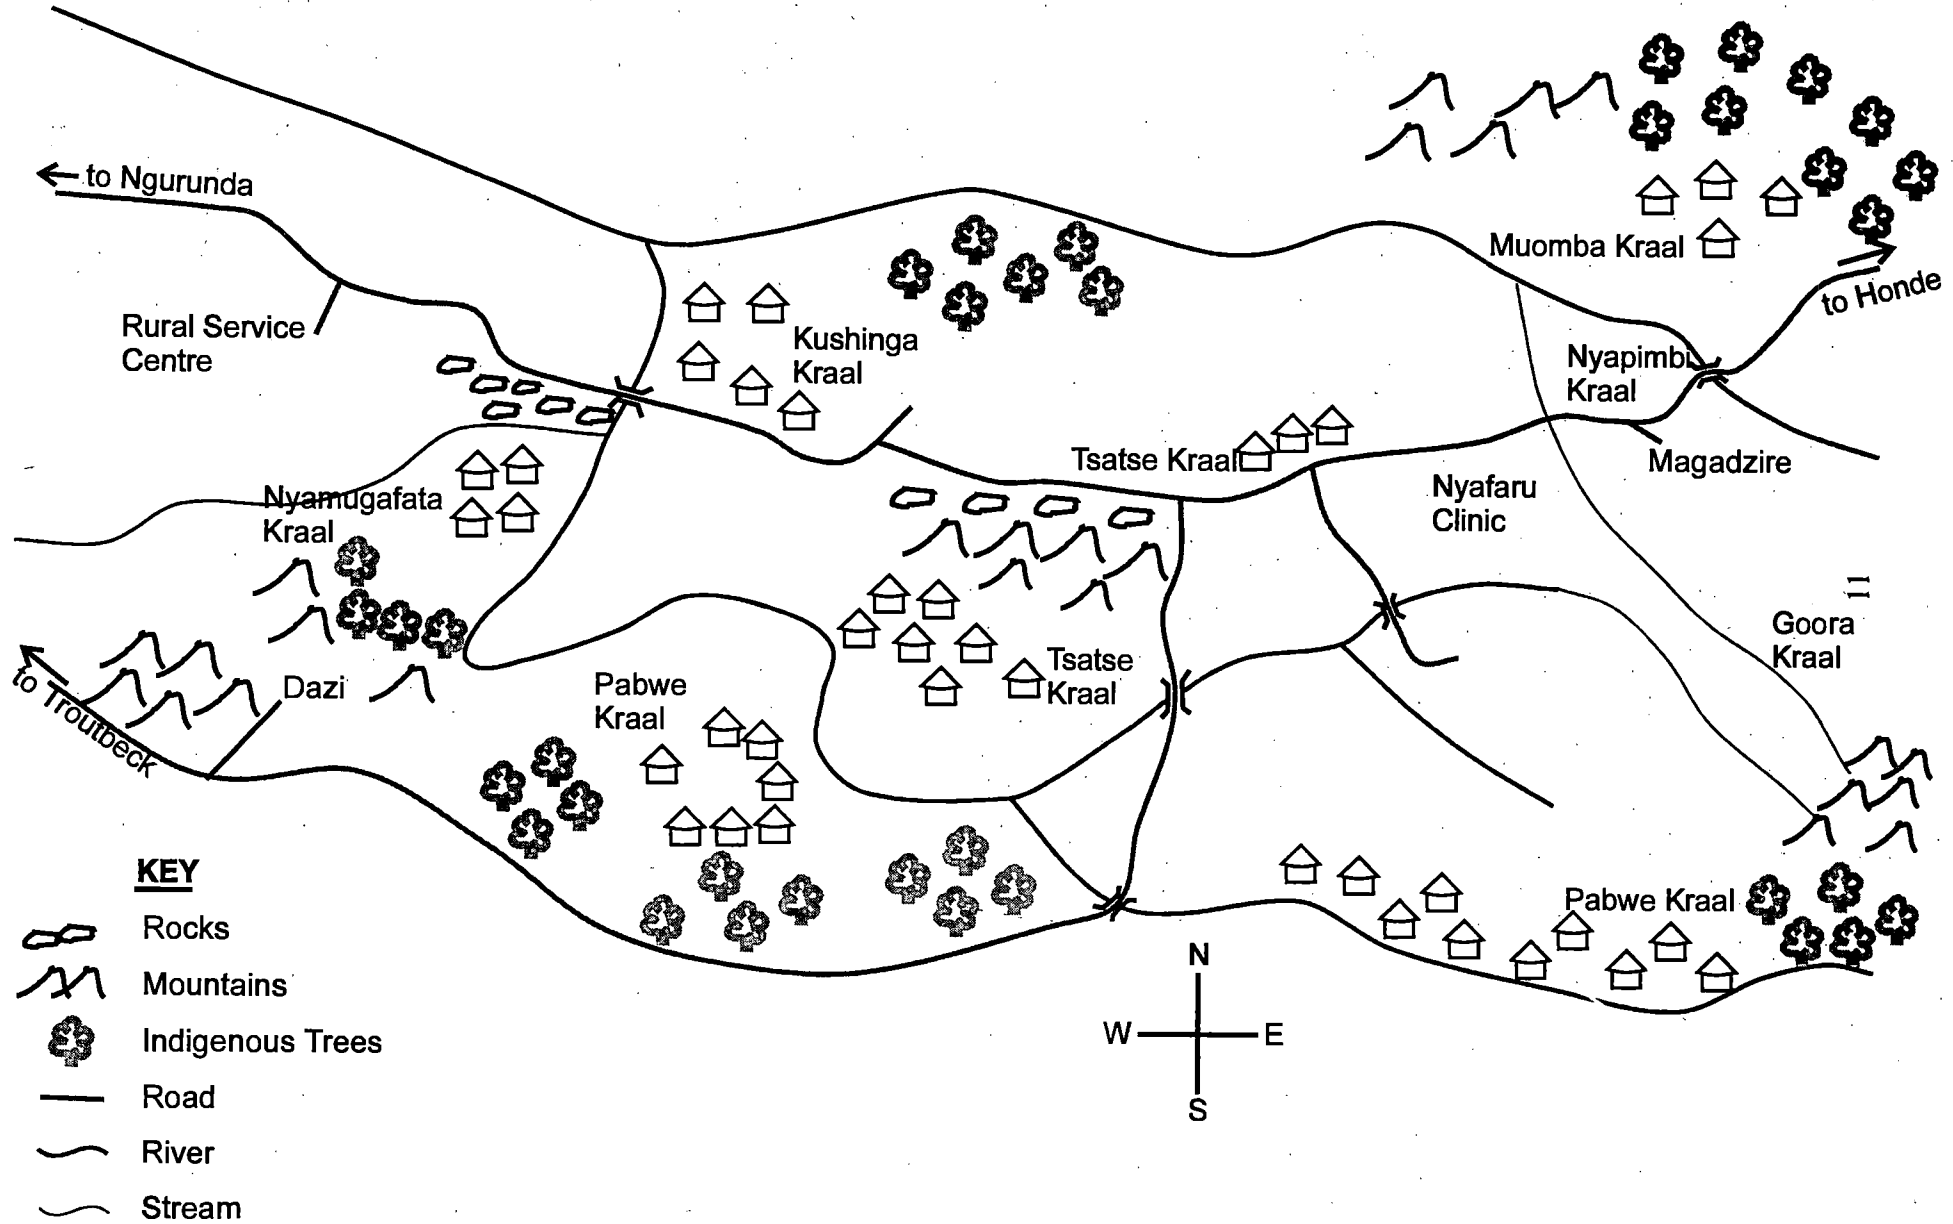 to Ngurunda
Rural Service
Centre
Kushinga
Kraal
Muomba Kraal
to Honde
Nyapimbi
Kraal
Magadzire
Tsatse Kraal
Nyafaru
Clinic
Nyamugafata
Kraal
11
Goora
Kraal
Tsatse
Kraal
Dazi
Pabwe
Kraal
to Troutbeck
Pabwe Kraal
KEY
Rocks
Mountains
Indigenous Trees
Road
River
Stream
N
W
E
S